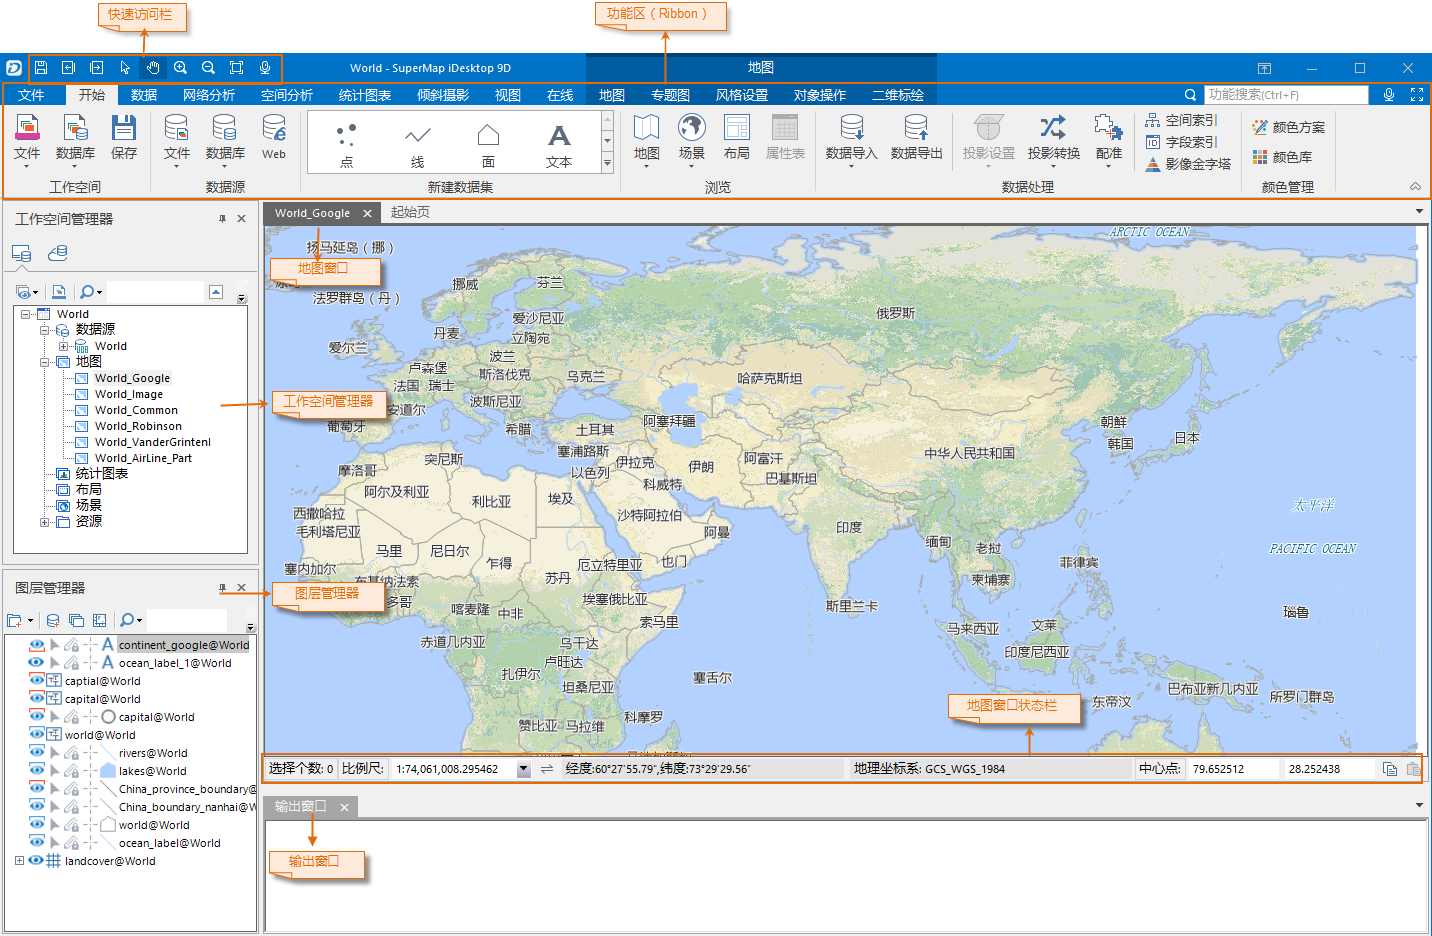 快速访问栏
功能区（Ribbon）
World - SuperMap iDesktop 9D
地图
文件 开始 数据 网络分析 空间分析 统计图表 倾斜摄影 视图 在线 地图 专题图 风格设置 对象操作 二维标绘
功能搜索(Ctrl+F)
文件 数据库 保存
工作空间
文件 数据库 Web
数据源
点 线 面 文本
新建数据集
地图 场景 布局 属性表
浏览
数据导入 数据导出 投影设置 投影转换 配准
空间索引
字段索引
影像金字塔
数据处理
颜色方案
颜色库
颜色管理
工作空间管理器
World
数据源
World
地图
World_Google
World_Image
World_Common
World_Robinson
World_VanderGrintenI
World_AirLine_Part
统计图表
布局
场景
资源
图层管理器
continent_google@World
ocean_label_1@World
captial@World
capital@World
capital@World
world@World
rivers@World
lakes@World
China_province_boundary@
China_boundary_nanhai@W
world@World
ocean_label@World
landcover@World
World_Google
起始页
ARCTIC OCEAN
扬马延岛（挪）
地图窗口
法罗群岛（丹）
挪威
芬兰
俄罗斯
爱沙尼亚
丹麦
立陶宛
爱尔兰
波兰
卢森堡
斯洛伐克
乌克兰
哈萨克斯坦
法国
瑞士
工作空间管理器
波斯尼亚
安道尔
葡萄牙
希腊
土耳其
阿塞拜疆
朝鲜
韩国
日本
塞浦路斯
突尼斯
摩洛哥
以色列
伊拉克
伊朗
阿富汗
中华人民共和国
巴基斯坦
科威特
阿尔及利亚
利比亚
埃及
西撒哈拉
沙特阿拉伯
毛利塔尼亚
阿曼
印度
太平洋
PACIFIC OCEAN
马里
尼日尔
乍得
缅甸
老挝
厄立特里亚
也门
菲律宾
塞内加尔
布基纳法索
苏丹
柬埔寨
图层管理器
多哥
喀麦隆
中非
埃塞俄比亚
斯里兰卡
瑙鲁
索马里
赤道几内亚
乌干达
马来西亚
文莱
卢旺达
印度尼西亚
扎伊尔
坦桑尼亚
塞舌尔
巴布亚新几内亚
所罗门群岛
地图窗口状态栏
东帝汶
科摩罗
赞比亚
马拉维
选择个数: 0 比例尺: 1:74,061,008.295462 经度:60°27'55.79",纬度:73°29'29.56" 地理坐标系: GCS_WGS_1984 中心点: 79.652512 28.252438
输出窗口
输出窗口